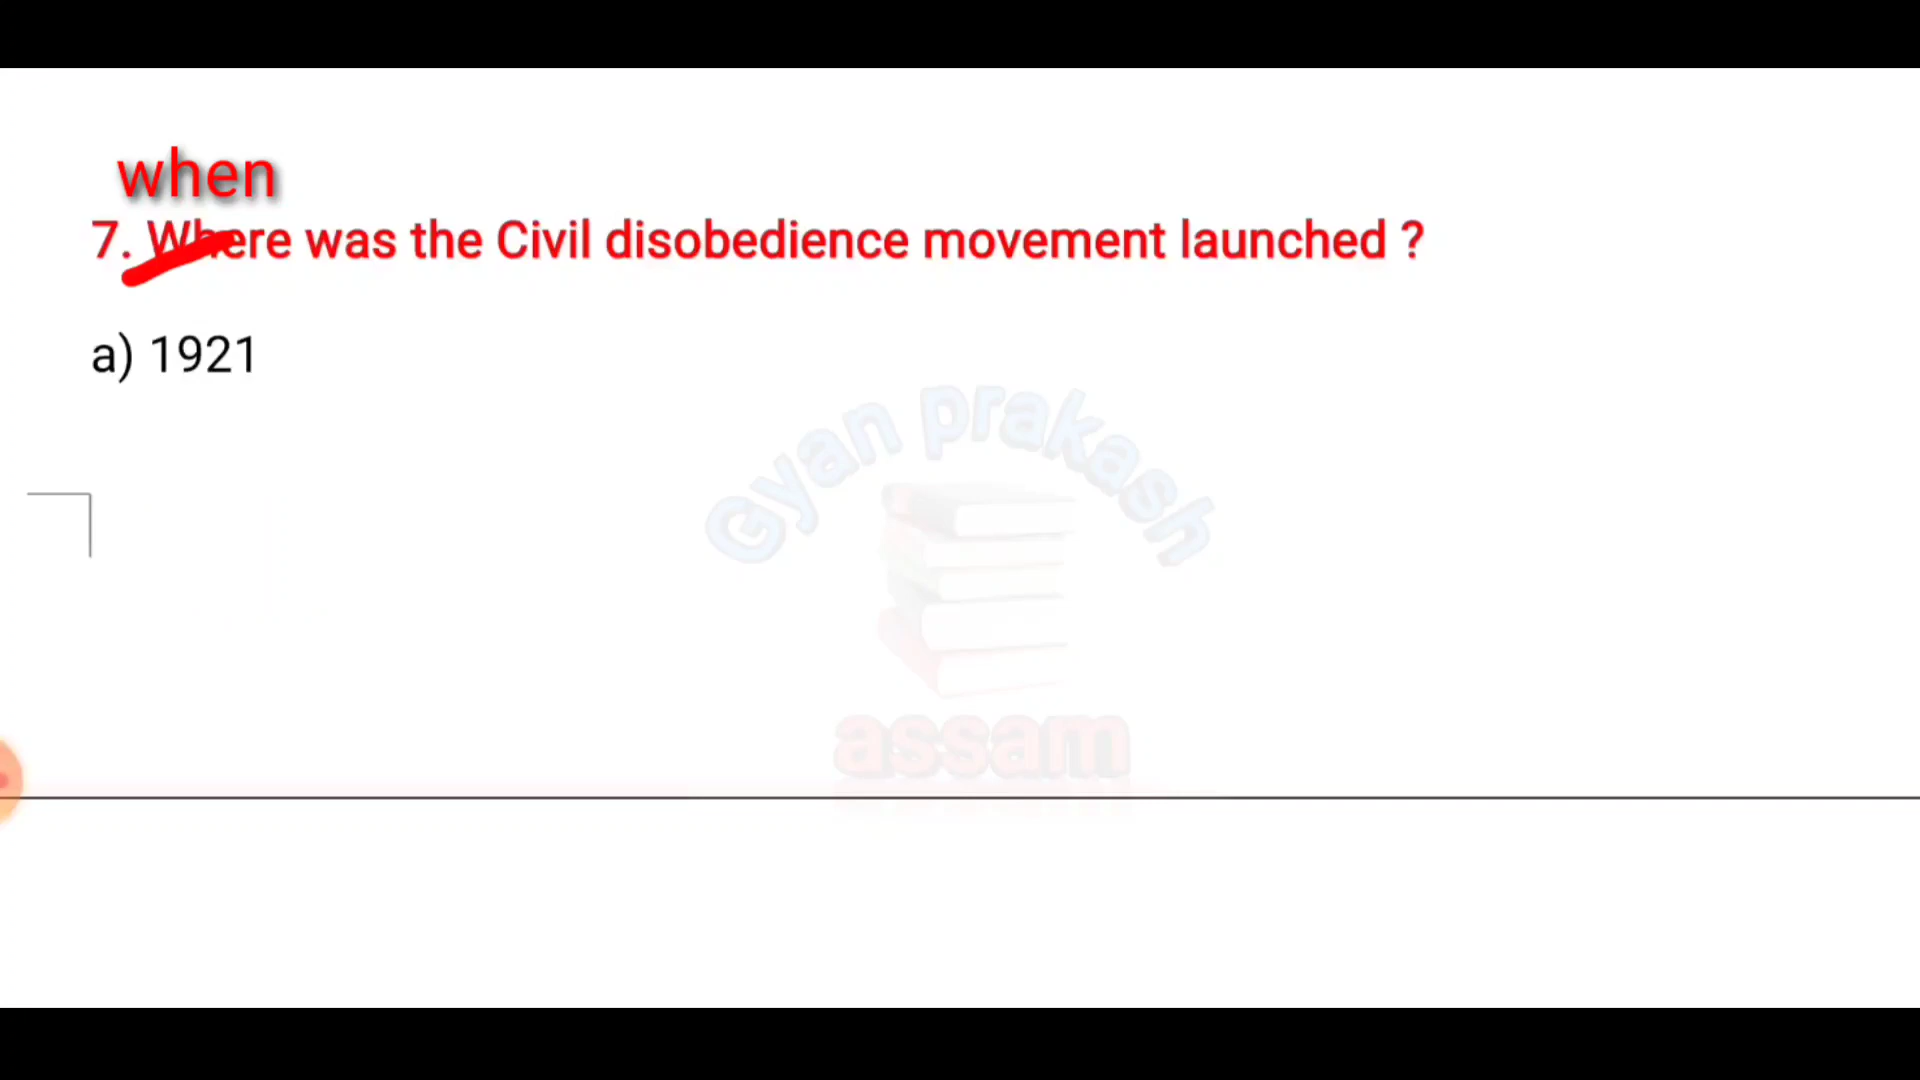 when
7. Where was the Civil disobedience movement launched ?
a) 1921
Gyan prakash
assam